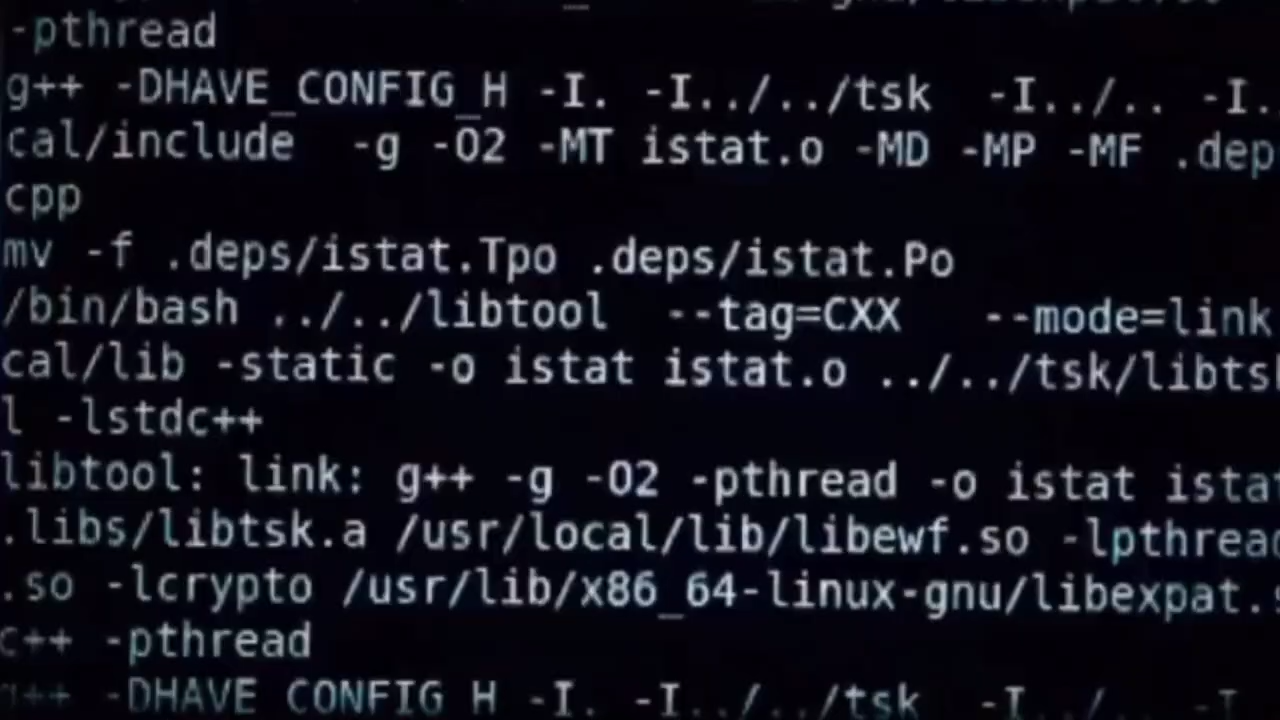 -pthread
g++ -DHAVE_CONFIG_H -I. -I../../tsk  -I../.. -I.
cal/include  -g -O2 -MT istat.o -MD -MP -MF .dep
cpp
mv -f .deps/istat.Tpo .deps/istat.Po
/bin/bash ../../libtool  --tag=CXX   --mode=link
cal/lib -static -o istat istat.o ../../tsk/libts
l -lstdc++
libtool: link: g++ -g -O2 -pthread -o istat ista
.libs/libtsk.a /usr/local/lib/libewf.so -lpthread
.so -lcrypto /usr/lib/x86_64-linux-gnu/libexpat.
c++ -pthread
g++ -DHAVE_CONFIG_H -I. -I../../tsk  -I../..